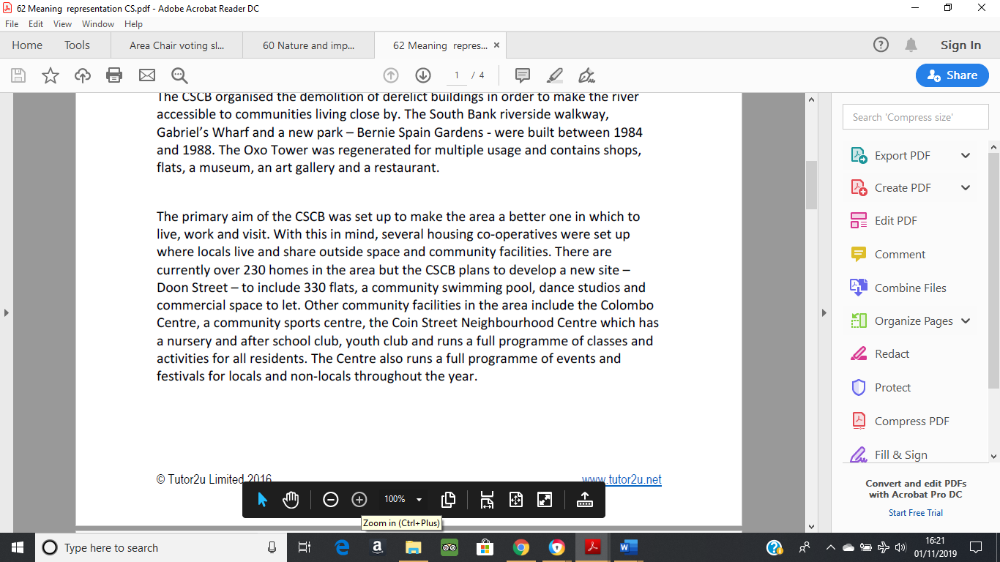 62 Meaning  representation CS.pdf - Adobe Acrobat Reader DC
File Edit View Window Help
Home Tools Area Chair voting sl... 60 Nature and imp... 62 Meaning  repres... × Sign In
1 / 4 Share
The CSCB organised the demolition of derelict buildings in order to make the river
accessible to communities living close by. The South Bank riverside walkway,
Gabriel’s Wharf and a new park – Bernie Spain Gardens - were built between 1984
and 1988. The Oxo Tower was regenerated for multiple usage and contains shops,
flats, a museum, an art gallery and a restaurant.
The primary aim of the CSCB was set up to make the area a better one in which to
live, work and visit. With this in mind, several housing co-operatives were set up
where locals live and share outside space and community facilities. There are
currently over 230 homes in the area but the CSCB plans to develop a new site –
Doon Street – to include 330 flats, a community swimming pool, dance studios and
commercial space to let. Other community facilities in the area include the Colombo
Centre, a community sports centre, the Coin Street Neighbourhood Centre which has
a nursery and after school club, youth club and runs a full programme of classes and
activities for all residents. The Centre also runs a full programme of events and
festivals for locals and non-locals throughout the year.
© Tutor2u Limited 2016 www.tutor2u.net
100%
Zoom in (Ctrl+Plus)
Search 'Compress size'
Export PDF
Create PDF
Edit PDF
Comment
Combine Files
Organize Pages
Redact
Protect
Compress PDF
Fill & Sign
Convert and edit PDFs
with Acrobat Pro DC
Start Free Trial
Type here to search
16:21
01/11/2019